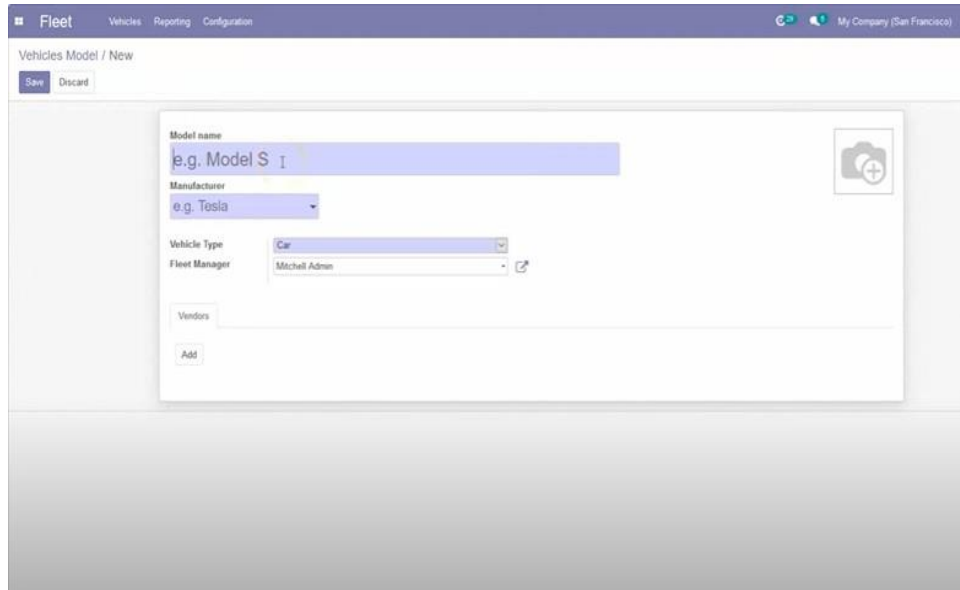 Fleet Vehicles Reporting Configuration My Company (San Francisco)
Vehicles Model / New
Save Discard
Model name
e.g. Model S
Manufacturer
e.g. Tesla
Vehicle Type Car
Fleet Manager Mitchell Admin
Vendors
Add